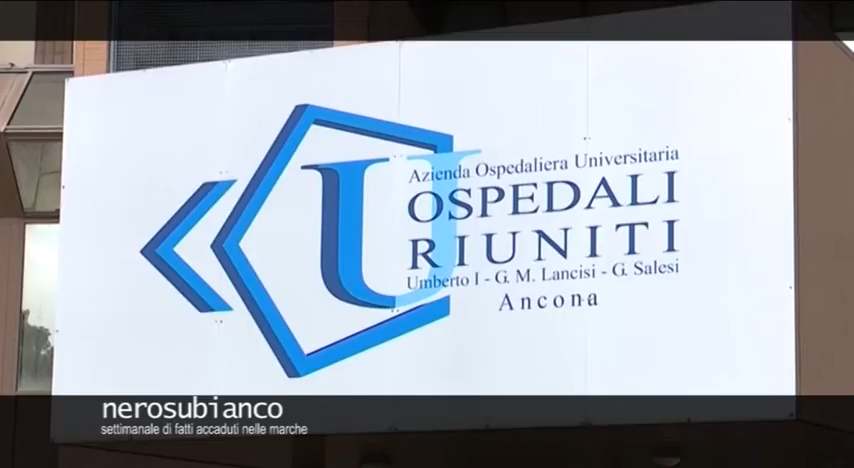 U
Azienda Ospedaliera Universitaria
OSPEDALI
RIUNITI
Umberto I - G. M. Lancisi - G. Salesi
Ancona
nerosubianco
settimanale di fatti accaduti nelle marche